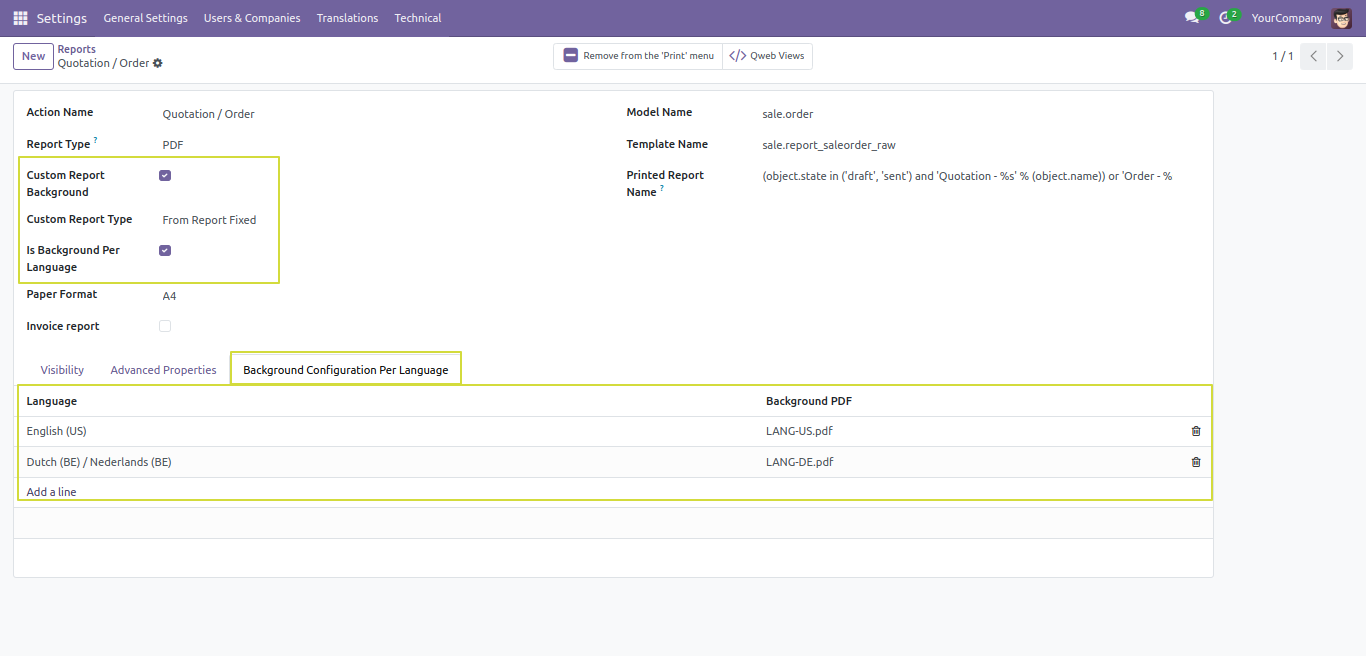 Settings General Settings Users & Companies Translations Technical 8 2 YourCompany
New Reports
Quotation / Order
Remove from the 'Print' menu </> Qweb Views 1 / 1
Action Name Quotation / Order Model Name sale.order
Report Type ? PDF Template Name sale.report_saleorder_raw
Custom Report Background Printed Report Name ? (object.state in ('draft', 'sent') and 'Quotation - %s' % (object.name)) or 'Order - %
Custom Report Type From Report Fixed
Is Background Per Language
Paper Format A4
Invoice report
Visibility Advanced Properties Background Configuration Per Language
Language Background PDF
English (US) LANG-US.pdf
Dutch (BE) / Nederlands (BE) LANG-DE.pdf
Add a line